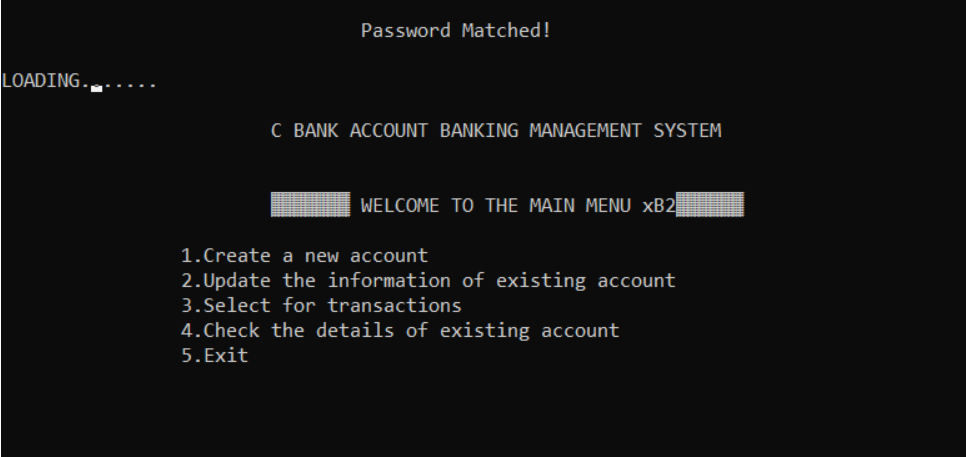 Password Matched!
LOADING.......
C BANK ACCOUNT BANKING MANAGEMENT SYSTEM
▒▒▒▒▒▒▒ WELCOME TO THE MAIN MENU xB2▒▒▒▒▒▒
1.Create a new account
2.Update the information of existing account
3.Select for transactions
4.Check the details of existing account
5.Exit